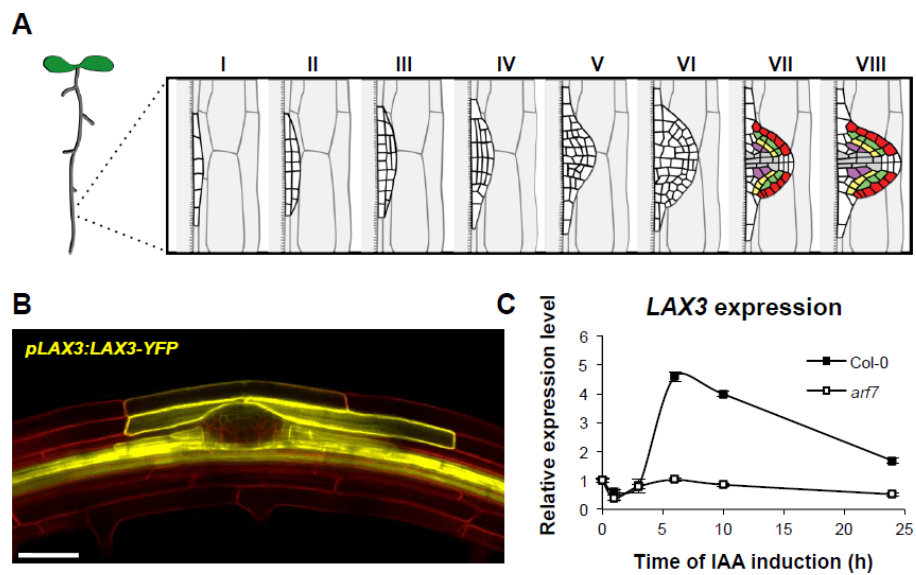 A
I II III IV V VI VII VIII
B
pLAX3:LAX3-YFP
C
LAX3 expression
Relative expression level
6
5
4
3
2
1
0
Col-0
arf7
0 5 10 15 20 25
Time of IAA induction (h)